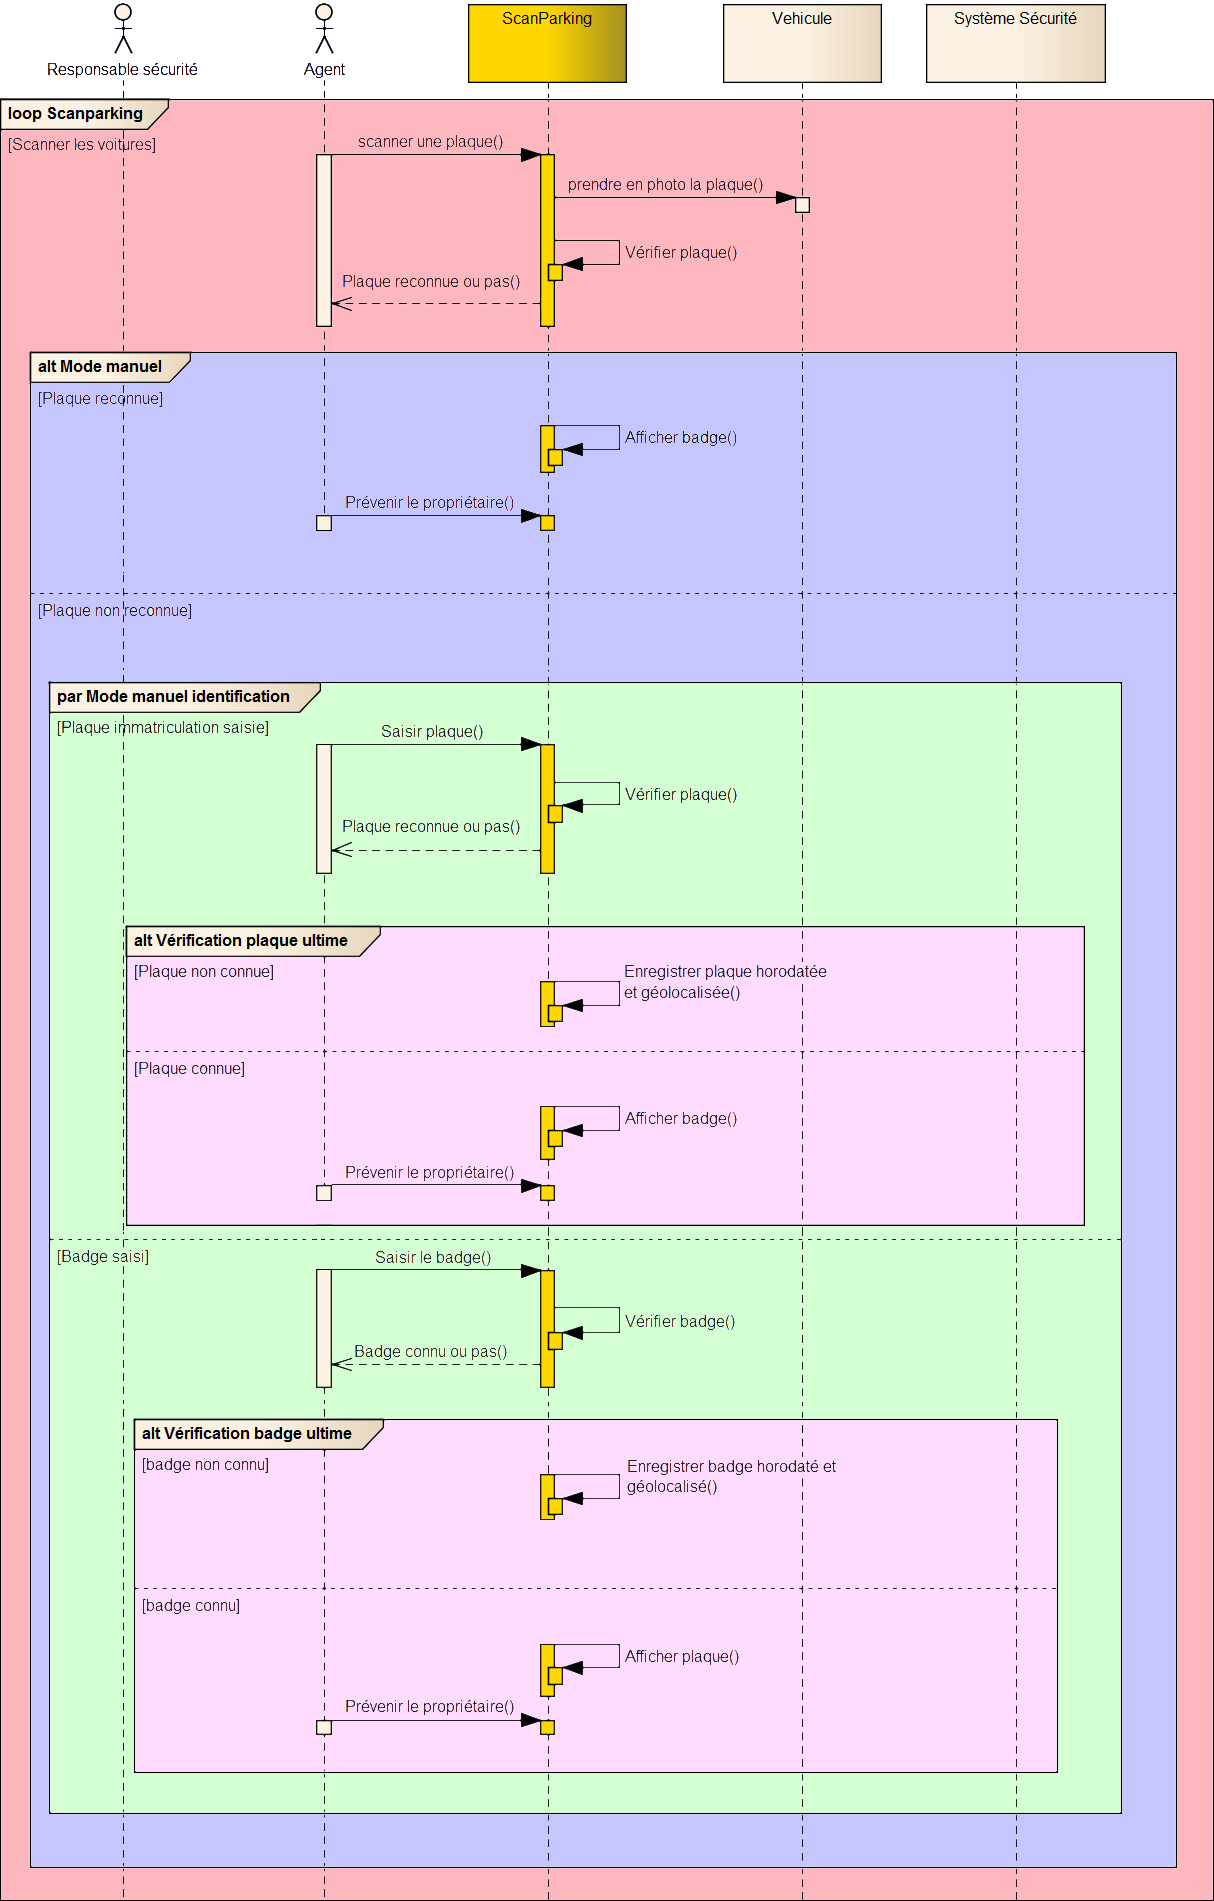 Responsable sécurité
Agent
ScanParking
Vehicule
Système Sécurité
loop Scanparking
[Scanner les voitures]
scanner une plaque()
prendre en photo la plaque()
Vérifier plaque()
Plaque reconnue ou pas()
alt Mode manuel
[Plaque reconnue]
Afficher badge()
Prévenir le propriétaire()
[Plaque non reconnue]
par Mode manuel identification
[Plaque immatriculation saisie]
Saisir plaque()
Vérifier plaque()
Plaque reconnue ou pas()
alt Vérification plaque ultime
[Plaque non connue]
Enregistrer plaque horodatée
et géolocalisée()
[Plaque connue]
Afficher badge()
Prévenir le propriétaire()
[Badge saisi]
Saisir le badge()
Vérifier badge()
Badge connu ou pas()
alt Vérification badge ultime
[badge non connu]
Enregistrer badge horodaté et
géolocalisé()
[badge connu]
Afficher plaque()
Prévenir le propriétaire()